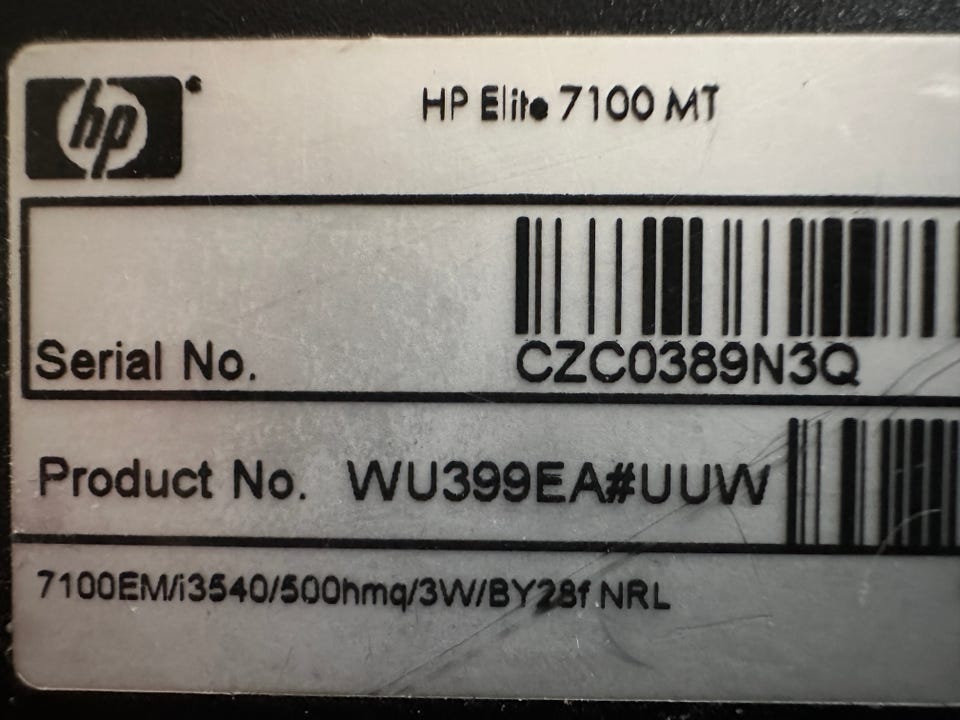 hp
HP Elite 7100 MT
Serial No. CZC0389N3Q
Product No. WU399EA#UUW
7100EM/i3540/500hmq/3W/BY28f NRL